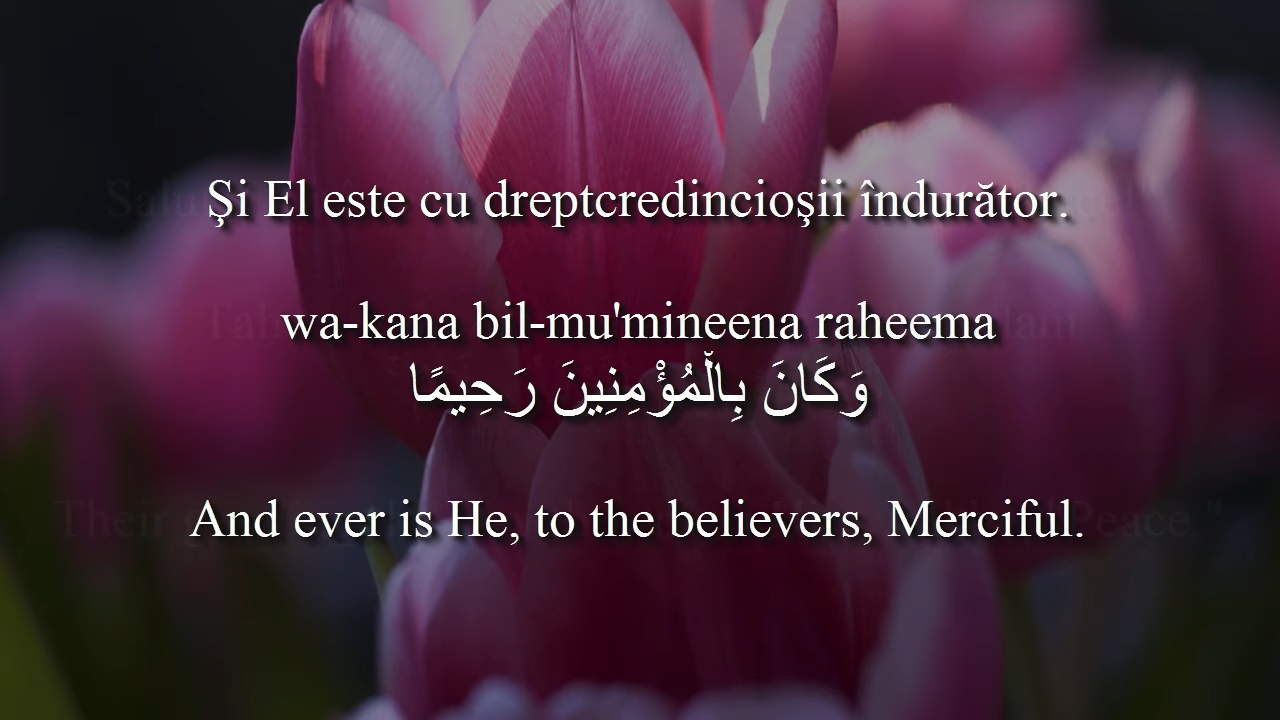 Şi El este cu dreptcredincioşii îndurător.
wa-kana bil-mu'mineena raheema
وَكَانَ بِالْمُؤْمِنِينَ رَحِيمًا
And ever is He, to the believers, Merciful.
Peace."